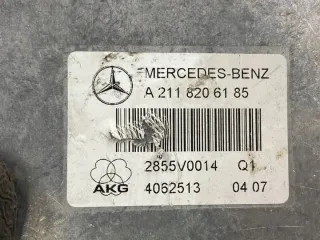 MERCEDES-BENZ
A 211 820 61 85
2855V0014 Q1
AKG 4062513 04 07